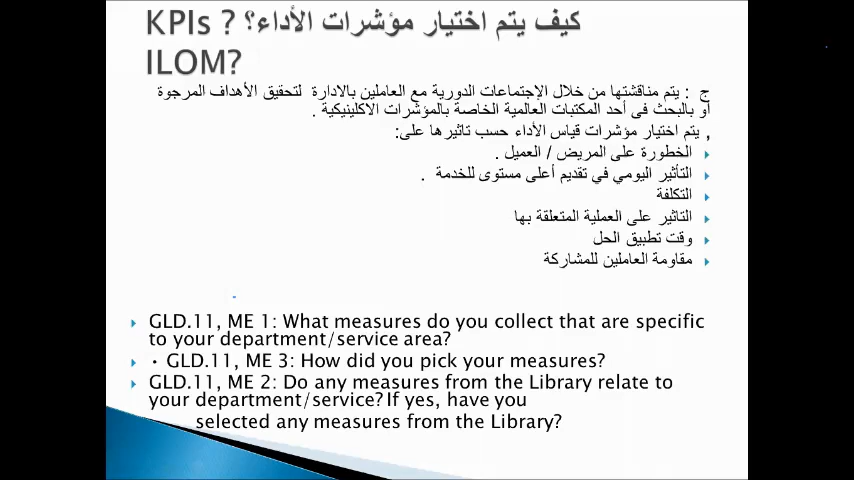 كيف يتم اختيار مؤشرات الأداء؟ KPIs ?
ILOM?
ج : يتم مناقشتها من خلال الإجتماعات الدورية مع العاملين بالادارة لتحقيق الأهداف المرجوة
او بالبحث فى أحد المكتبات العالمية الخاصة بالمؤشرات الاكلينيكية .
, يتم اختيار مؤشرات قياس الأداء حسب تاثيرها على:
الخطورة على المريض / العميل .
التأثير اليومي في تقديم أعلى مستوى للخدمة .
التكلفة
التاثير على العملية المتعلقة بها
وقت تطبيق الحل
مقاومة العاملين للمشاركة
GLD.11, ME 1: What measures do you collect that are specific
to your department/service area?
• GLD.11, ME 3: How did you pick your measures?
GLD.11, ME 2: Do any measures from the Library relate to
your department/service? If yes, have you
selected any measures from the Library?